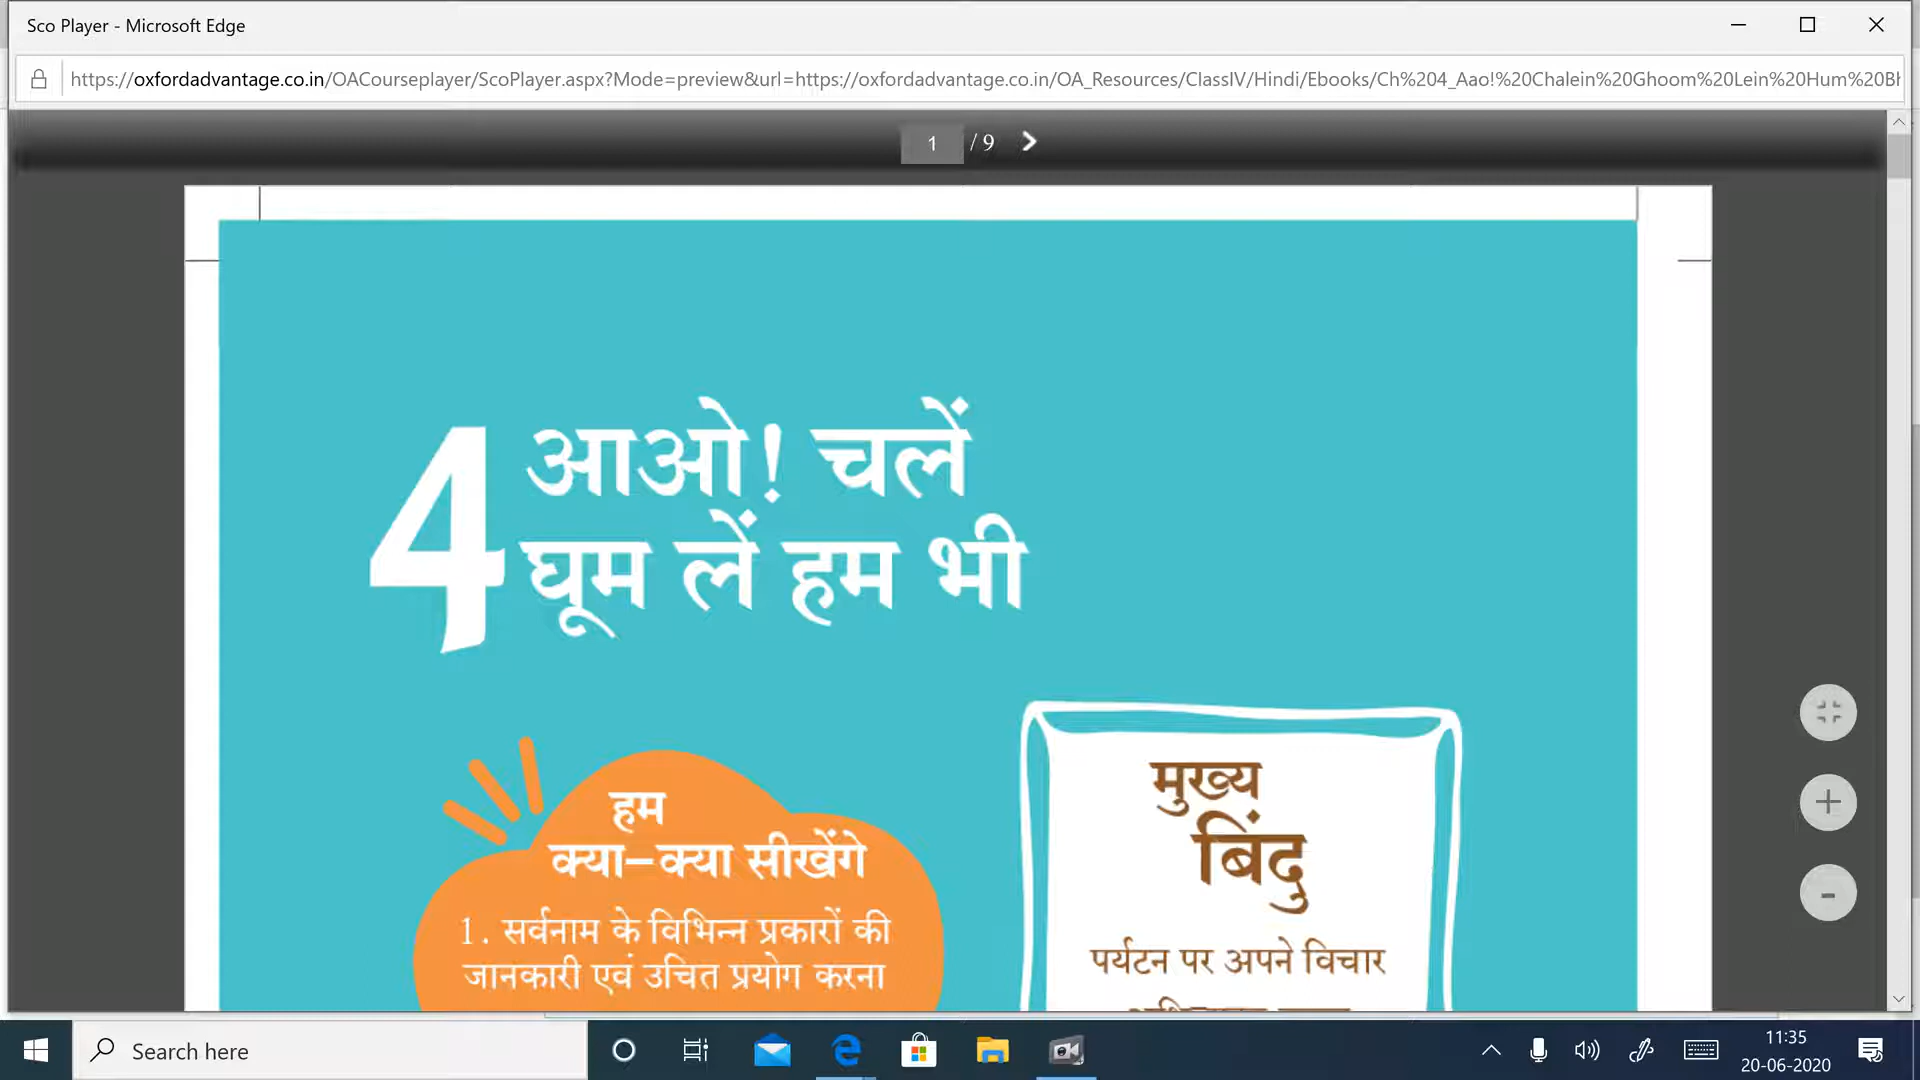 Sco Player - Microsoft Edge
https://oxfordadvantage.co.in/OACourseplayer/ScoPlayer.aspx?Mode=preview&url=https://oxfordadvantage.co.in/OA_Resources/ClassIV/Hindi/Ebooks/Ch%204_Aao!%20Chalein%20Ghoom%20Lein%20Hum%20Bh
1 / 9
4 आओ! चलें
घूम लें हम भी
हम
क्या-क्या सीखेंगे
1. सर्वनाम के विभिन्न प्रकारों की
जानकारी एवं उचित प्रयोग करना
मुख्य
बिंदु
पर्यटन पर अपने विचार
Search here
11:35
20-06-2020